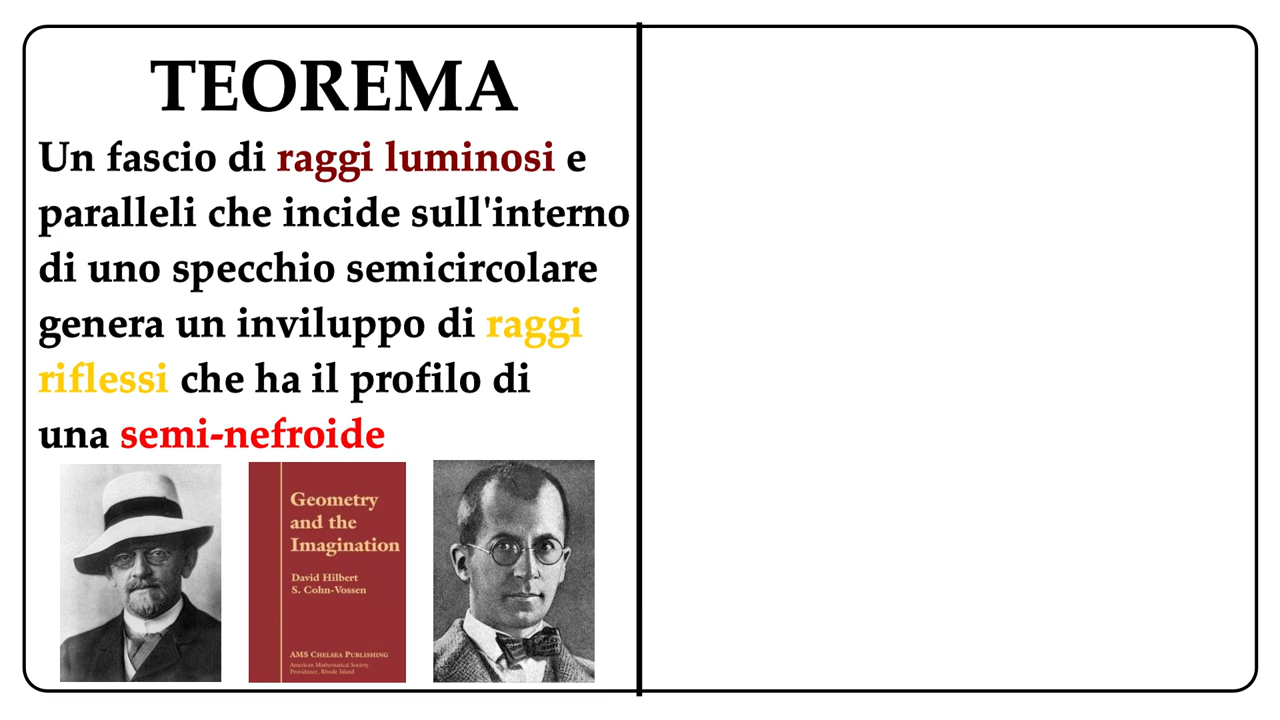 TEOREMA
Un fascio di raggi luminosi e
paralleli che incide sull'interno
di uno specchio semicircolare
genera un inviluppo di raggi
riflessi che ha il profilo di
una semi-nefroide
Geometry
and the
Imagination
David Hilbert
S. Cohn-Vossen
AMS CHELSEA PUBLISHING
American Mathematical Society
Providence, Rhode Island